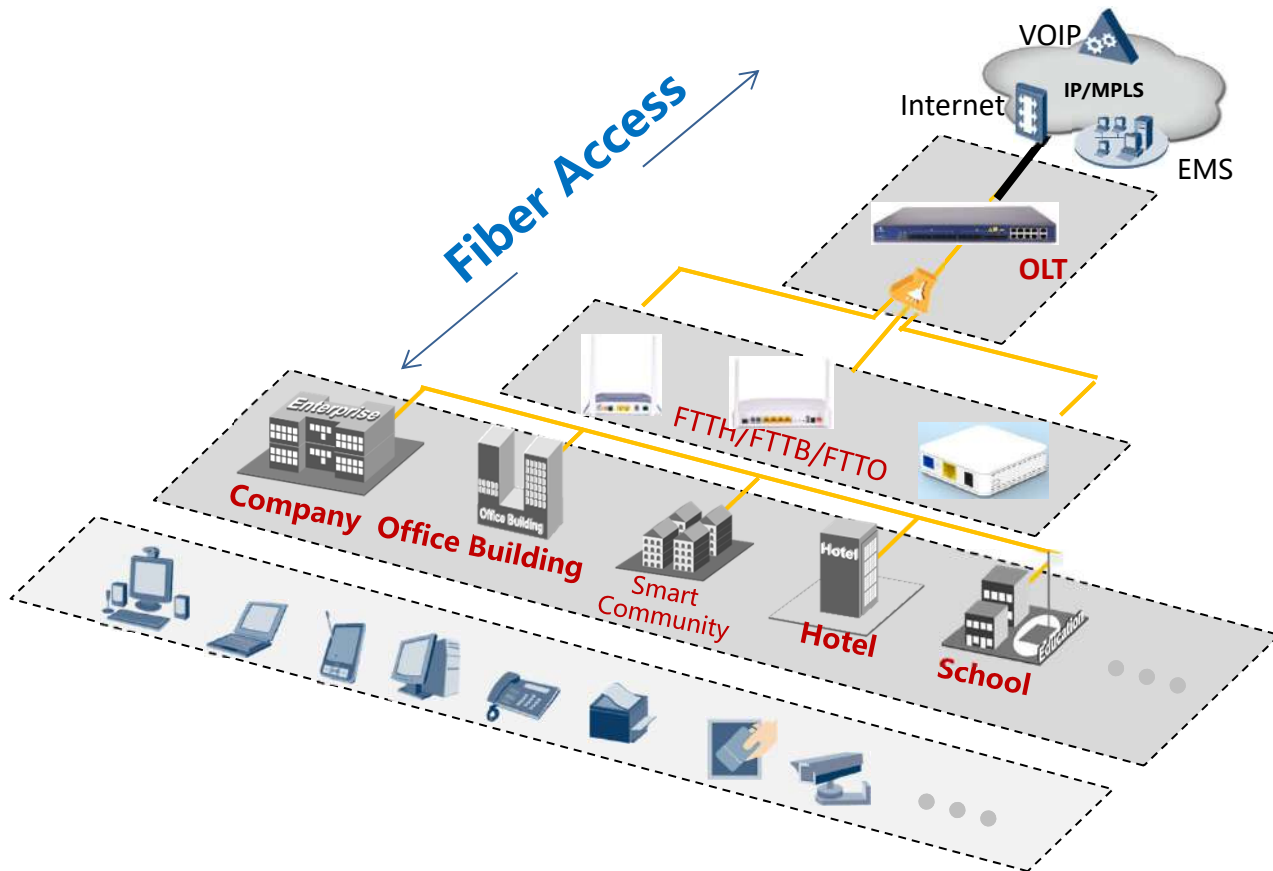 VOIP
IP/MPLS
Internet
EMS
Fiber Access
OLT
FTTH/FTTB/FTTO
Enterprise
Company
Office Building
Office Building
Smart
Community
Hotel
Hotel
Education
School